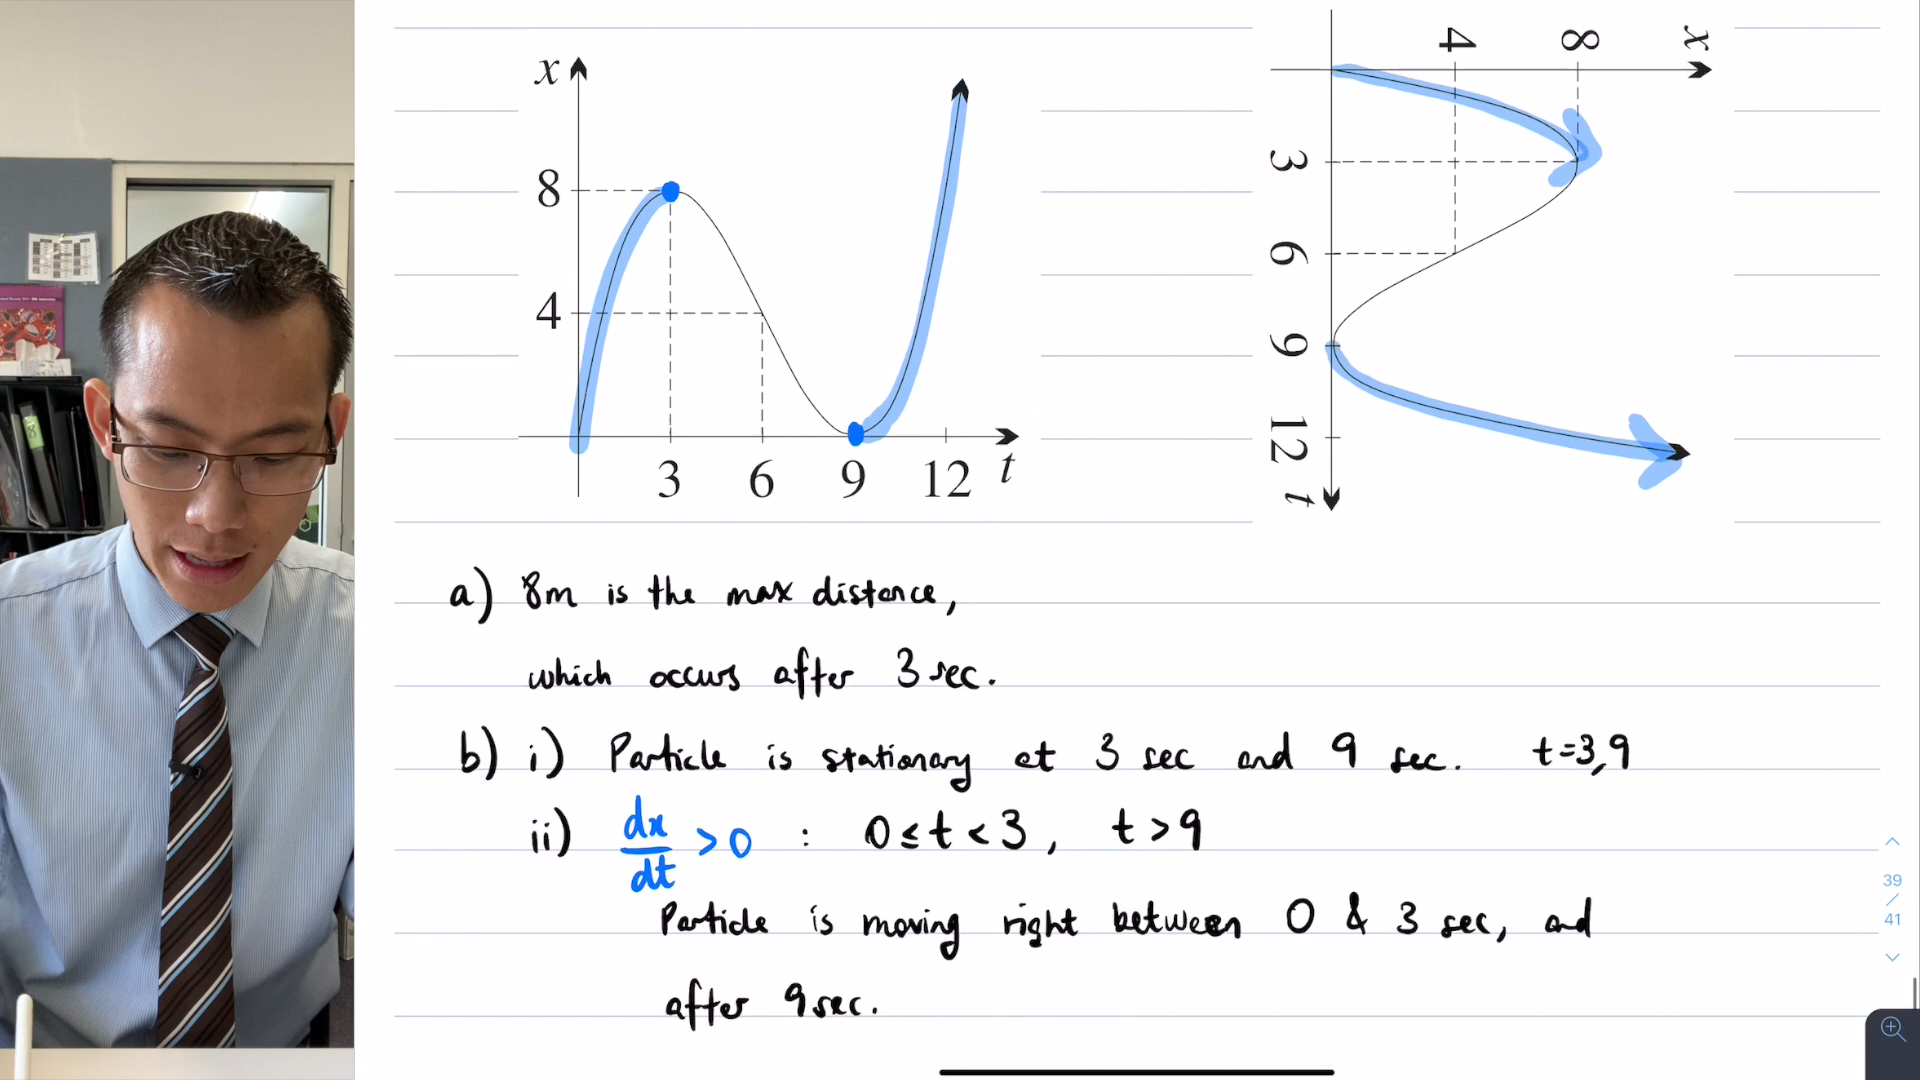 x
8
4
3 6 9 12 t
4 8 x
3
6
9
12
t
a) 8m is the max distance,
which occurs after 3 sec.
b) i) Particle is stationary at 3 sec and 9 sec. t=3,9
ii) dx/dt > 0 : 0 ≤ t < 3, t > 9
Particle is moving right between 0 & 3 sec, and
after 9 sec.
39
/
41